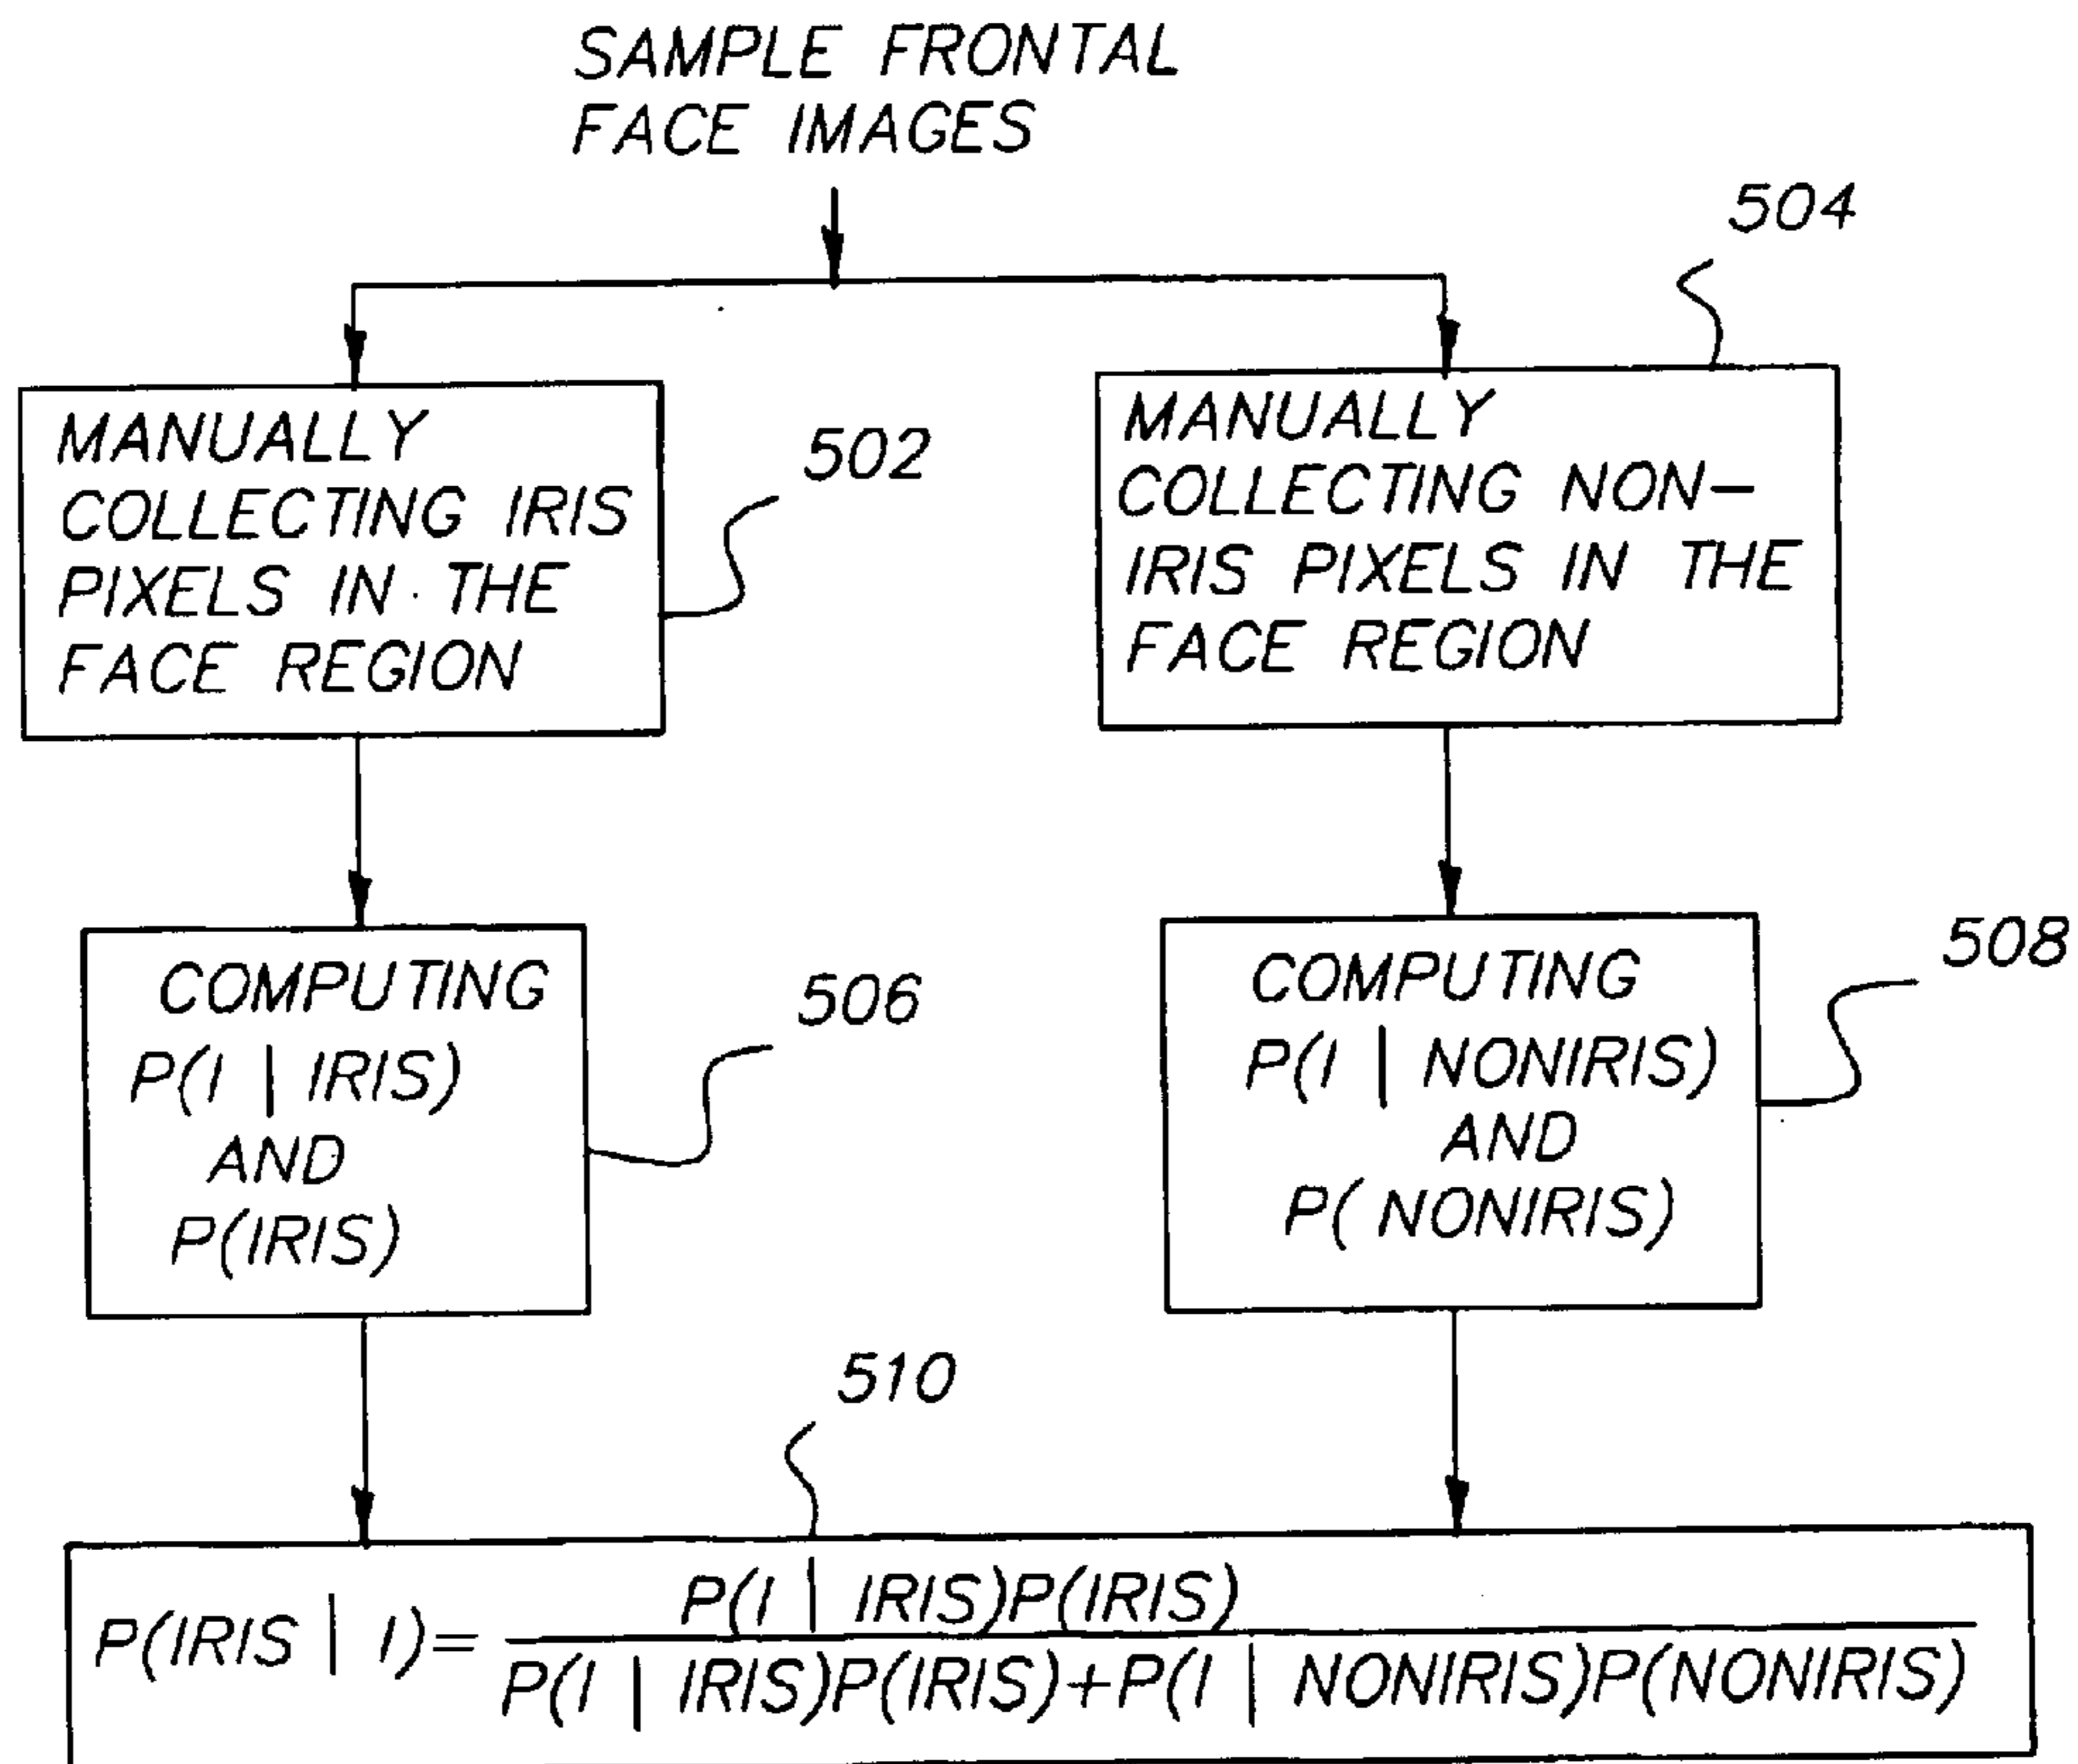 SAMPLE FRONTAL
FACE IMAGES
504
MANUALLY
COLLECTING IRIS
PIXELS IN THE
FACE REGION
502
MANUALLY
COLLECTING NON-
IRIS PIXELS IN THE
FACE REGION
COMPUTING
P(I | IRIS)
AND
P(IRIS)
506
COMPUTING
P(I | NONIRIS)
AND
P(NONIRIS)
508
510
P(IRIS | I)=
P(I | IRIS)P(IRIS)
P(I | IRIS)P(IRIS)+P(I | NONIRIS)P(NONIRIS)